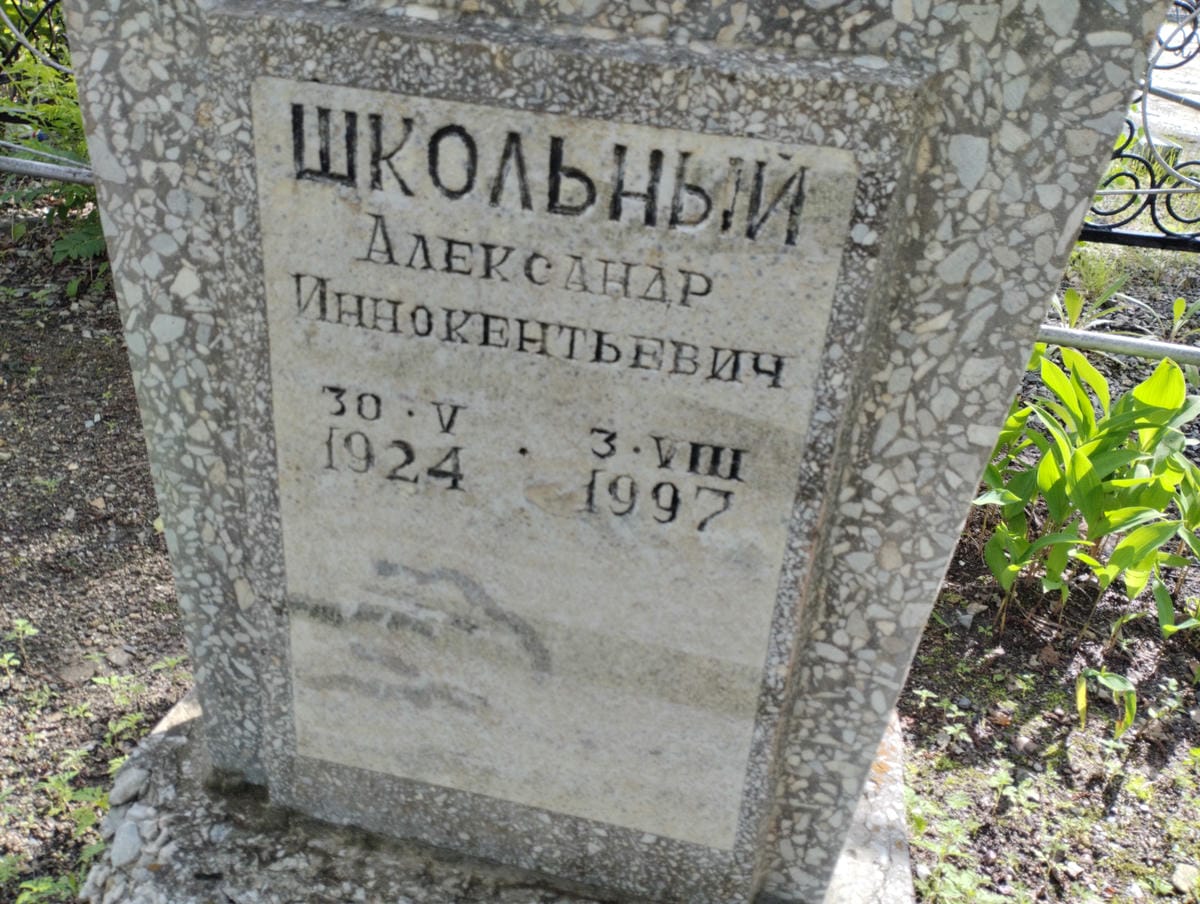 ШКОЛЬНЫЙ
Александр
Иннокентьевич
30·V · 3·VIII
1924 1997